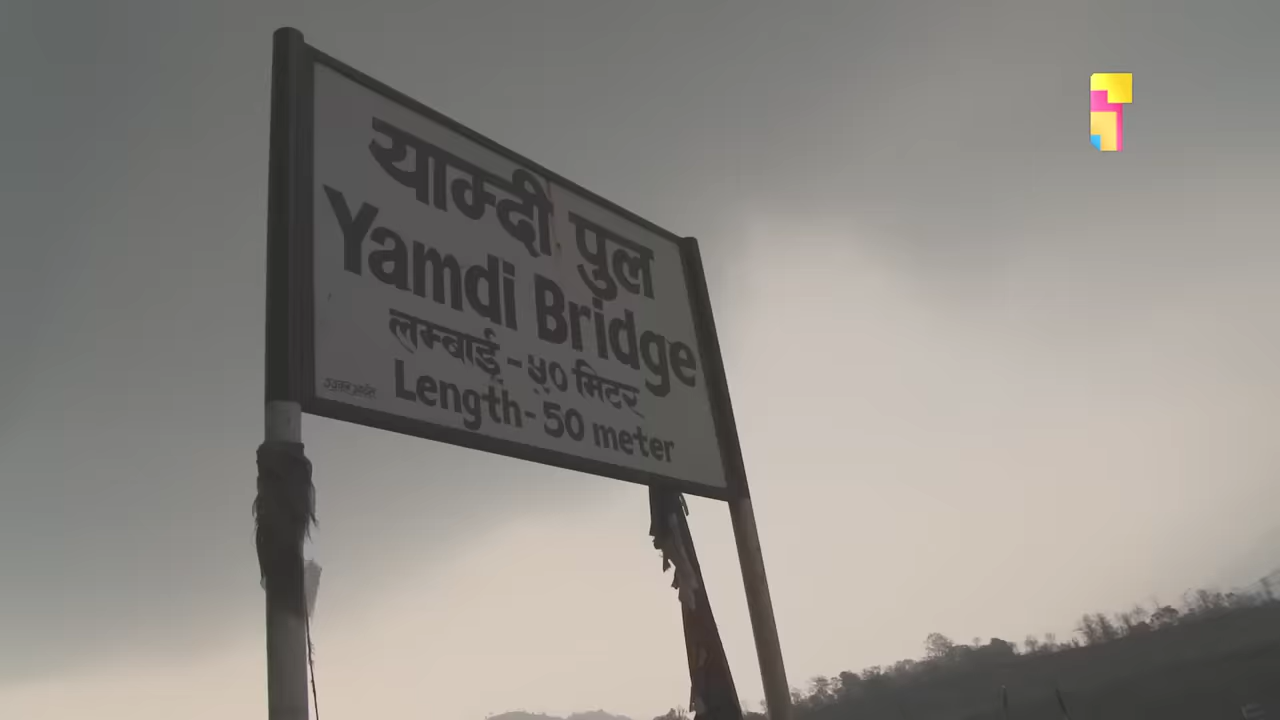 याम्दी पुल
Yamdi Bridge
लम्बाई - ५० मिटर
Length- 50 meter